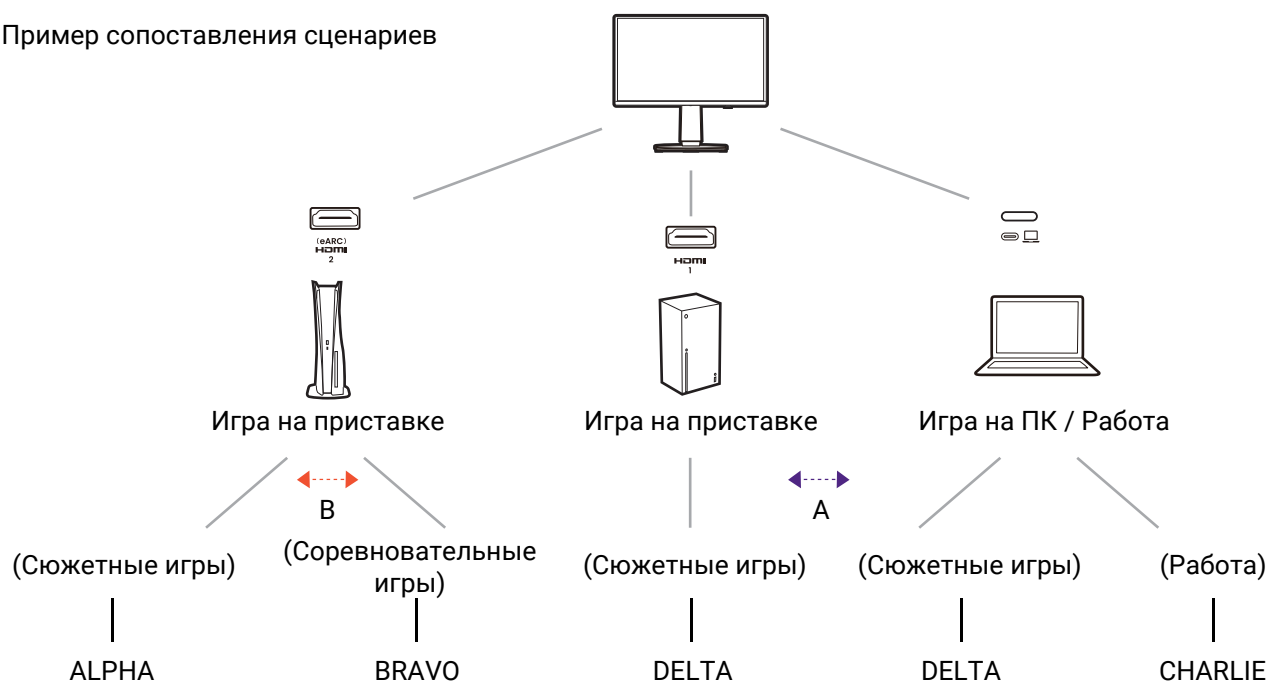 Пример сопоставления сценариев
(eARC)
HDMI
2
HDMI
1
Игра на приставке
Игра на приставке
Игра на ПК / Работа
B
A
(Сюжетные игры)
(Соревновательные
игры)
(Сюжетные игры)
(Сюжетные игры)
(Работа)
ALPHA
BRAVO
DELTA
DELTA
CHARLIE